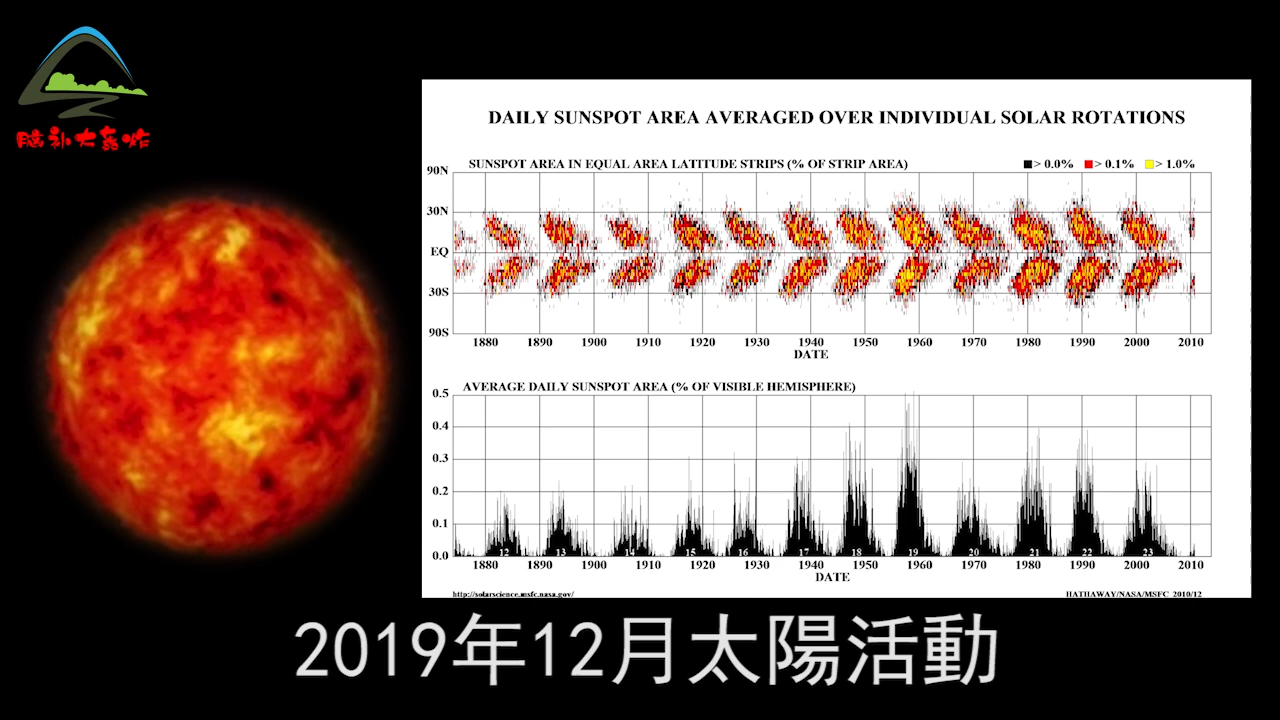 脑补大轰炸
DAILY SUNSPOT AREA AVERAGED OVER INDIVIDUAL SOLAR ROTATIONS
SUNSPOT AREA IN EQUAL AREA LATITUDE STRIPS (% OF STRIP AREA)
> 0.0% > 0.1% > 1.0%
90N
30N
EQ
30S
90S
1880 1890 1900 1910 1920 1930 1940 1950 1960 1970 1980 1990 2000 2010
DATE
AVERAGE DAILY SUNSPOT AREA (% OF VISIBLE HEMISPHERE)
0.5
0.4
0.3
0.2
0.1
0.0
12 13 14 15 16 17 18 19 20 21 22 23
1880 1890 1900 1910 1920 1930 1940 1950 1960 1970 1980 1990 2000 2010
DATE
http://solarscience.msfc.nasa.gov/
HATHAWAY/NASA/MSFC 2010/12
2019年12月太陽活動